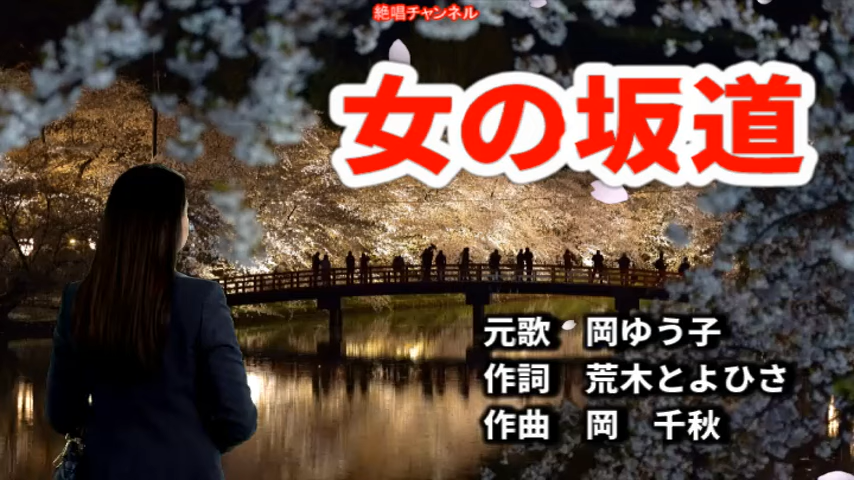 絶唱チャンネル
女の坂道
元歌　岡ゆう子
作詞　荒木とよひさ
作曲　岡　千秋